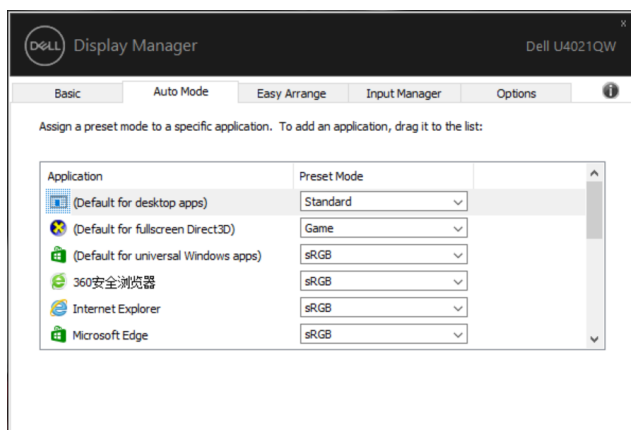 x
DELL Display Manager Dell U4021QW
Basic Auto Mode Easy Arrange Input Manager Options i
Assign a preset mode to a specific application. To add an application, drag it to the list:
Application Preset Mode
(Default for desktop apps) Standard
(Default for fullscreen Direct3D) Game
(Default for universal Windows apps) sRGB
360安全浏览器 sRGB
Internet Explorer sRGB
Microsoft Edge sRGB